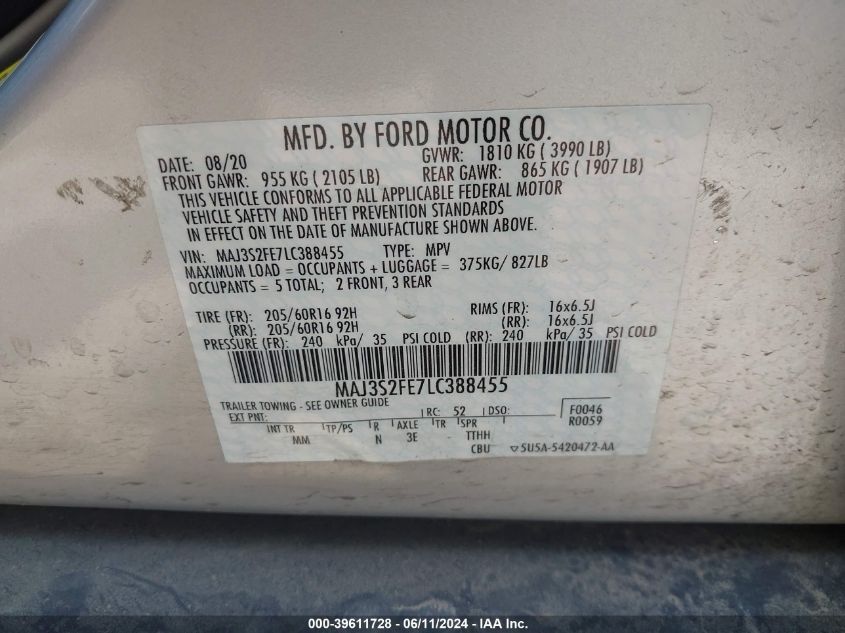 MFD. BY FORD MOTOR CO.
DATE: 08/20 GVWR: 1810 KG ( 3990 LB)
FRONT GAWR: 955 KG ( 2105 LB) REAR GAWR: 865 KG ( 1907 LB)
THIS VEHICLE CONFORMS TO ALL APPLICABLE FEDERAL MOTOR
VEHICLE SAFETY AND THEFT PREVENTION STANDARDS
IN EFFECT ON THE DATE OF MANUFACTURE SHOWN ABOVE.
VIN: MAJ3S2FE7LC388455 TYPE: MPV
MAXIMUM LOAD = OCCUPANTS + LUGGAGE = 375KG/ 827LB
OCCUPANTS = 5 TOTAL; 2 FRONT, 3 REAR
TIRE (FR): 205/60R16 92H RIMS (FR): 16x6.5J
(RR): 205/60R16 92H (RR): 16x6.5J
PRESSURE (FR): 240 kPa/ 35 PSI COLD (RR): 240 kPa/ 35 PSI COLD
MAJ3S2FE7LC388455
TRAILER TOWING - SEE OWNER GUIDE
EXT PNT: RC: 52 DSO: F0046
R0059
INT TR TP/PS R AXLE TR SPR
MM N 3E TTHH
CBU 5U5A-5420472-AA
000-39611728 - 06/11/2024 - IAA Inc.